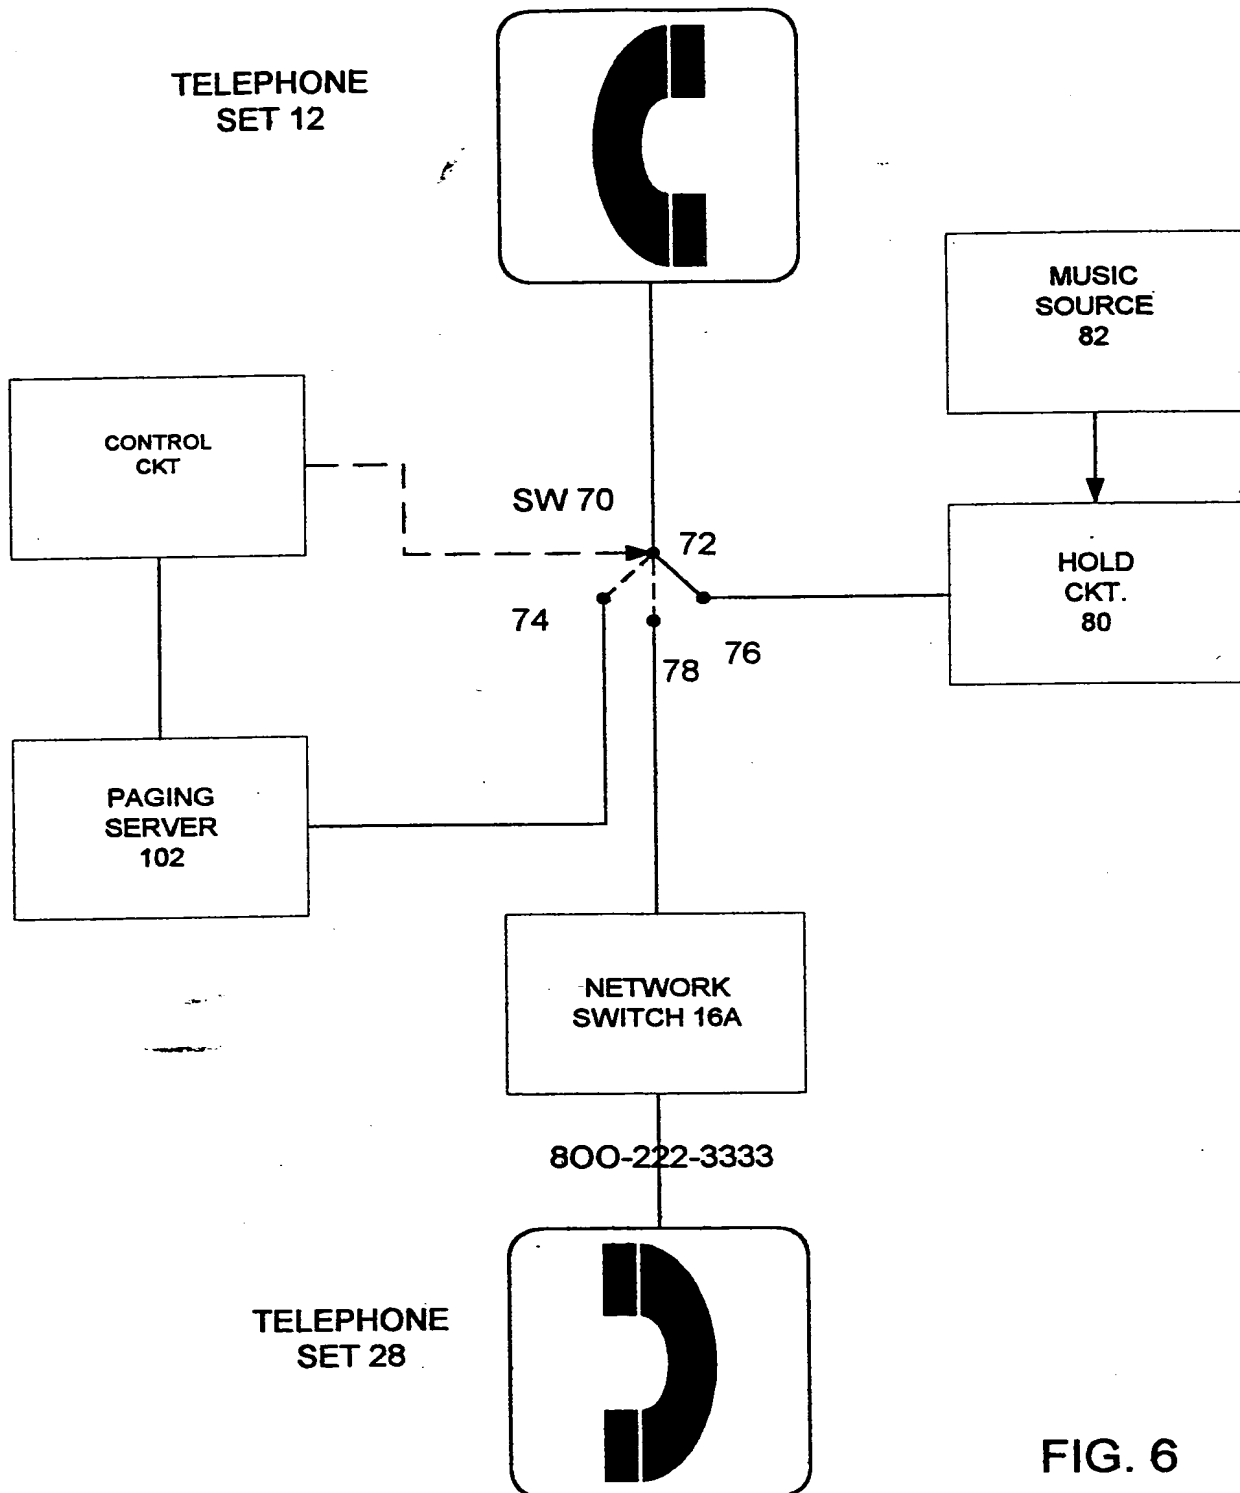 TELEPHONE
SET 12
MUSIC
SOURCE
82
CONTROL
CKT
SW 70
72
HOLD
CKT.
80
74
76
78
PAGING
SERVER
102
NETWORK
SWITCH 16A
8OO-222-3333
TELEPHONE
SET 28
FIG. 6